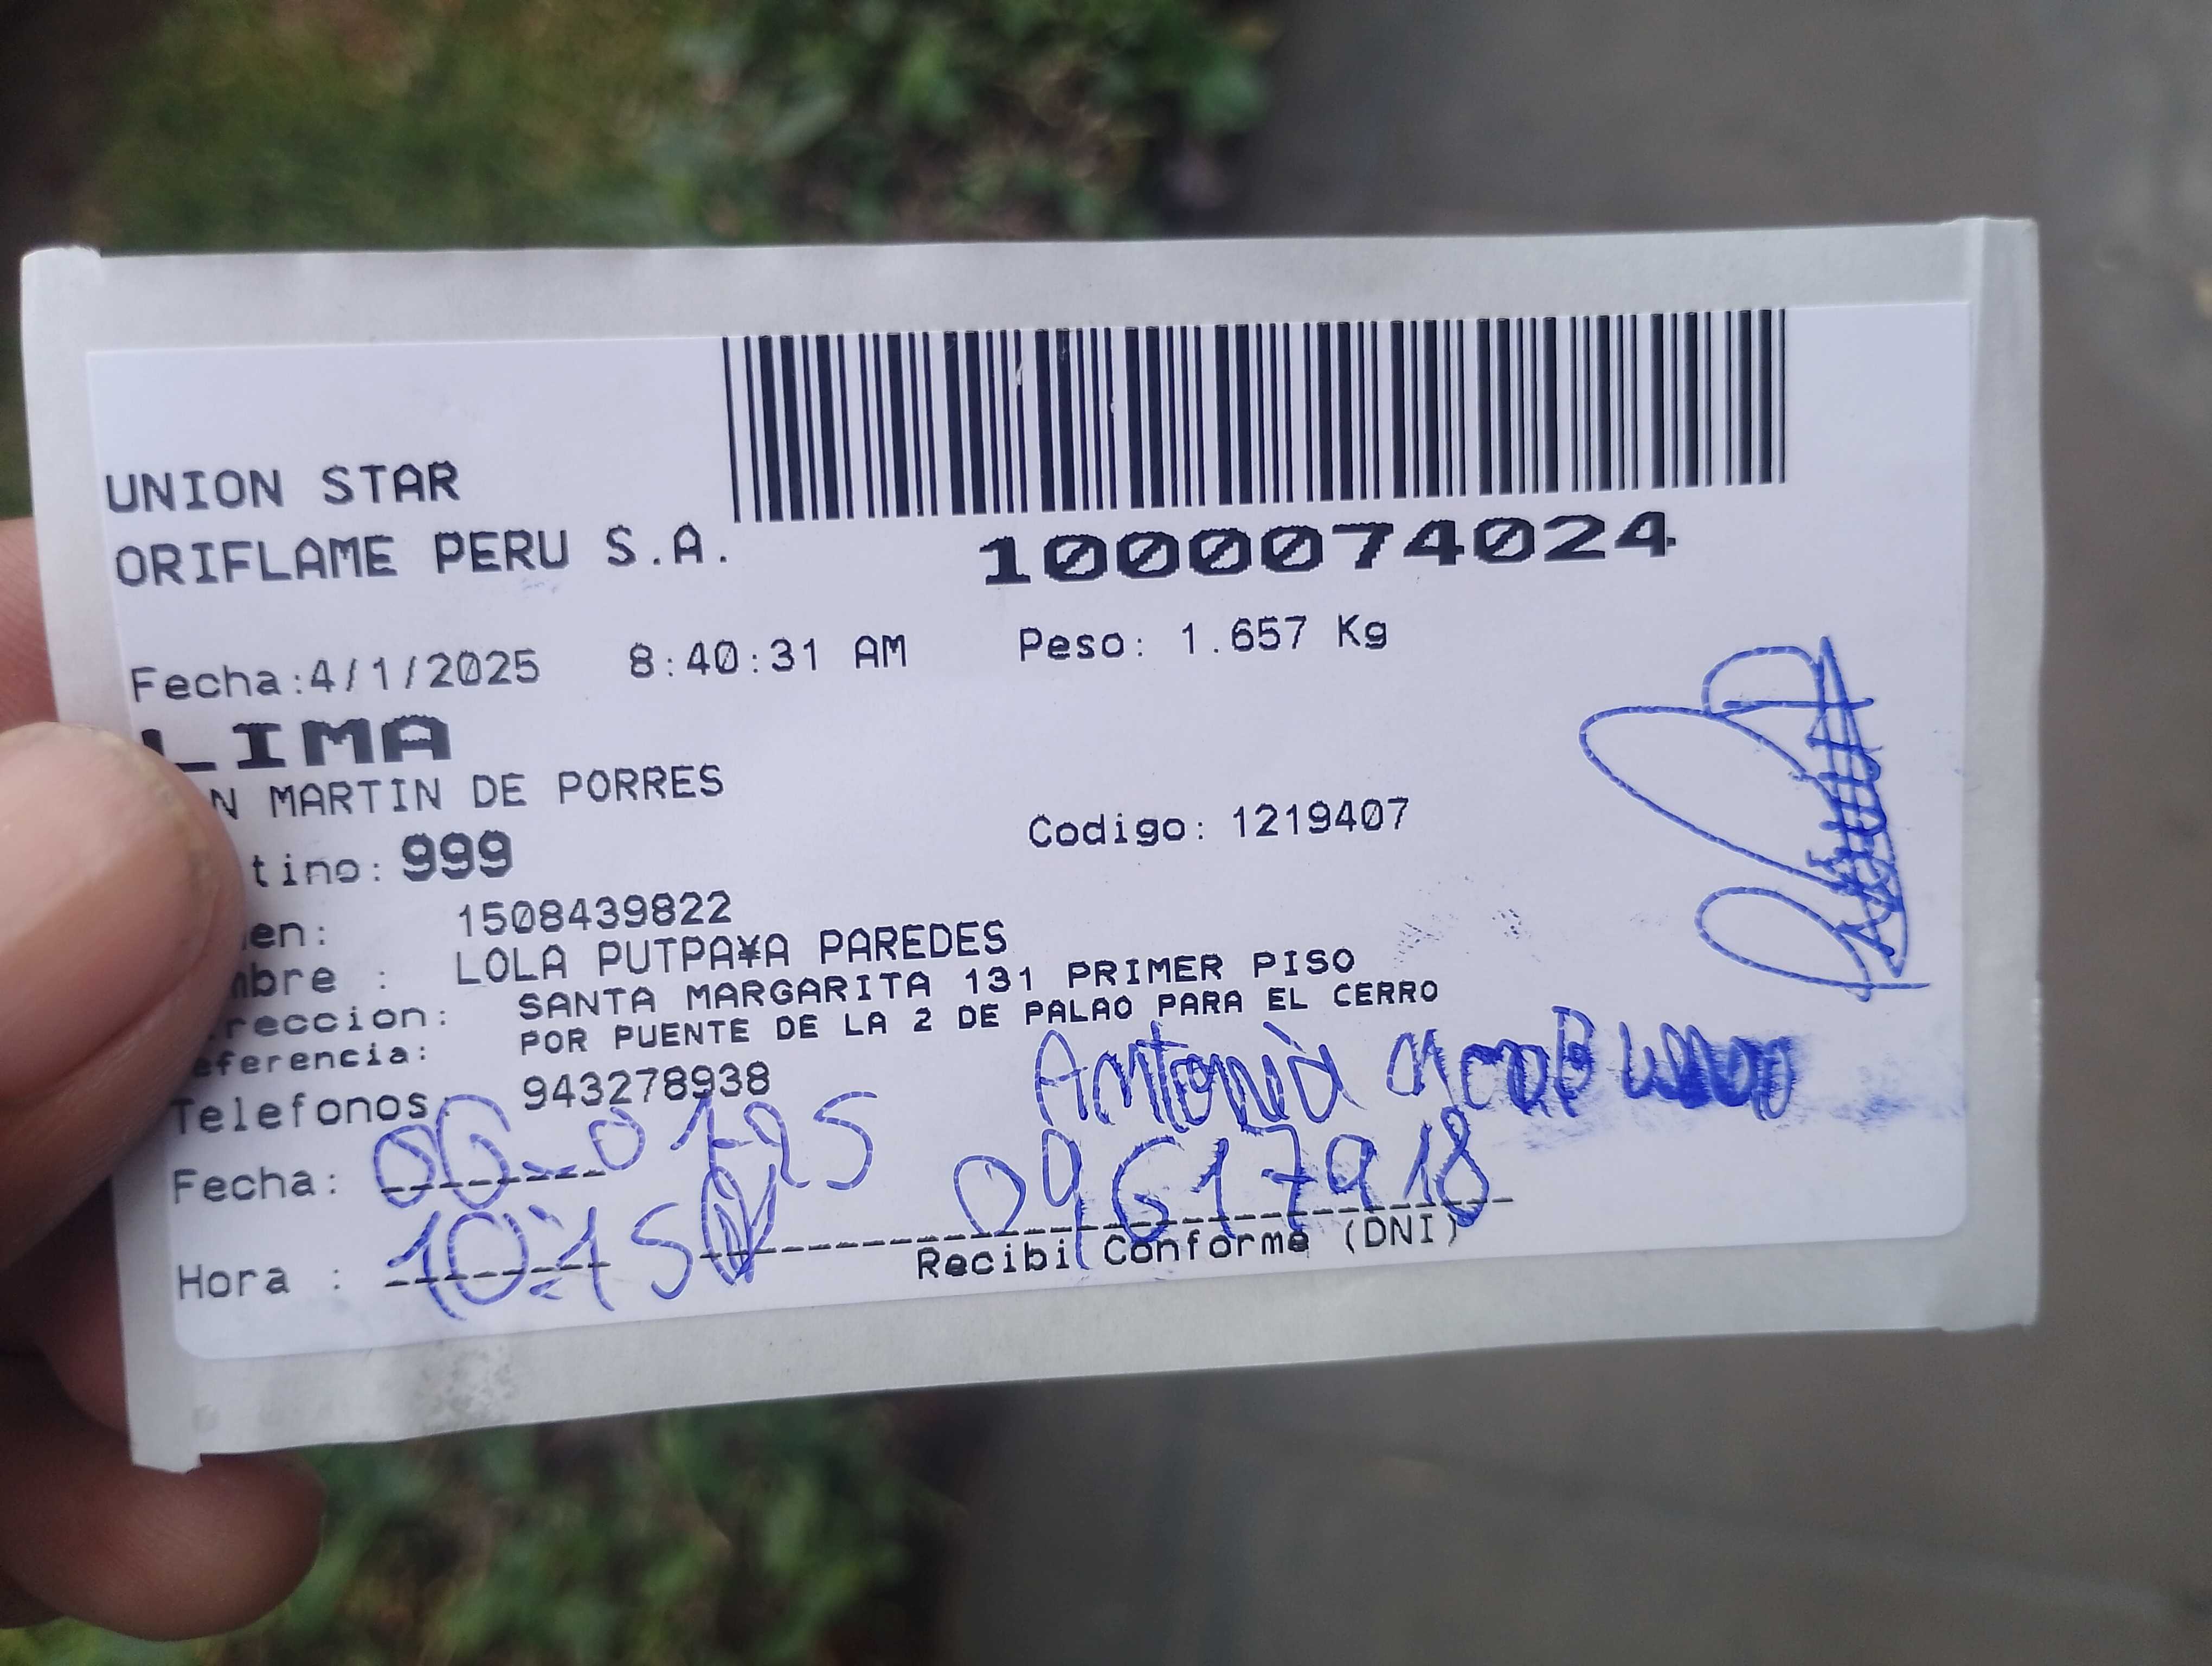 UNION STAR
ORIFLAME PERU S.A.
1000074024
Fecha:4/1/2025 8:40:31 AM Peso: 1.657 Kg
LIMA
N MARTIN DE PORRES
tino: 999 Codigo: 1219407
en: 1508439822
mbre : LOLA PUTPA¥A PAREDES
reccion: SANTA MARGARITA 131 PRIMER PISO
eferencia: POR PUENTE DE LA 2 DE PALAO PARA EL CERRO
Telefonos 943278938
Antonia
Fecha: 06-01-25 09617918
Hora : 10:15
Recibi Conforme (DNI)